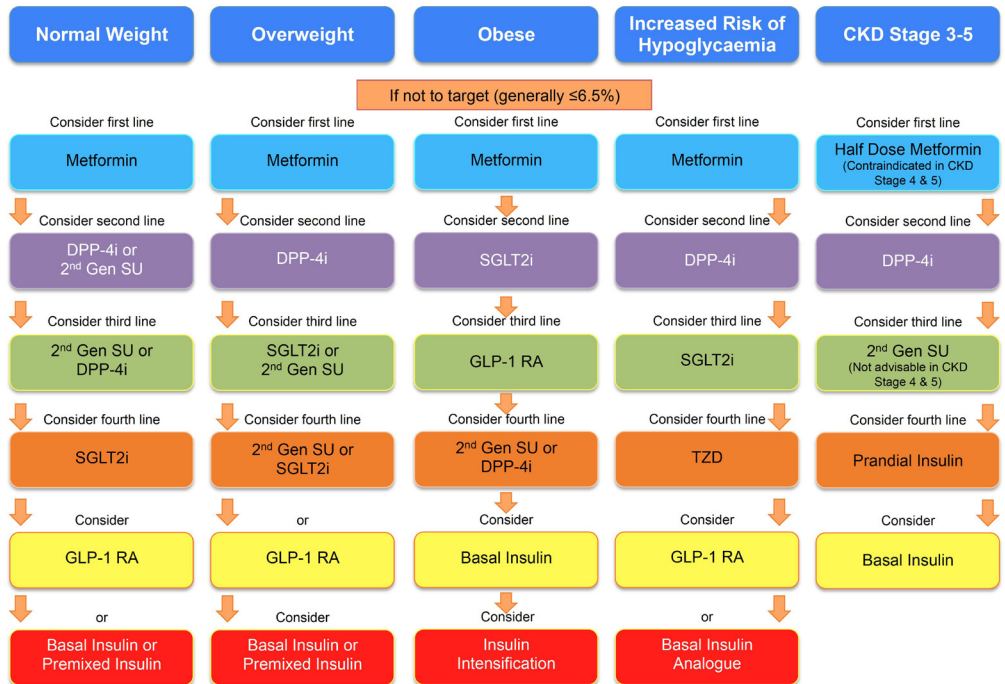 Normal Weight
Overweight
Obese
Increased Risk of
Hypoglycaemia
CKD Stage 3-5
If not to target (generally ≤6.5%)
Consider first line
Consider first line
Consider first line
Consider first line
Consider first line
Metformin
Metformin
Metformin
Metformin
Half Dose Metformin
(Contraindicated in CKD
Stage 4 & 5)
Consider second line
Consider second line
Consider second line
Consider second line
Consider second line
DPP-4i or
2nd Gen SU
DPP-4i
SGLT2i
DPP-4i
DPP-4i
Consider third line
Consider third line
Consider third line
Consider third line
Consider third line
2nd Gen SU or
DPP-4i
SGLT2i or
2nd Gen SU
GLP-1 RA
SGLT2i
2nd Gen SU
(Not advisable in CKD
Stage 4 & 5)
Consider fourth line
Consider fourth line
Consider fourth line
Consider fourth line
Consider fourth line
SGLT2i
2nd Gen SU or
SGLT2i
2nd Gen SU or
DPP-4i
TZD
Prandial Insulin
Consider
or
Consider
Consider
Consider
GLP-1 RA
GLP-1 RA
Basal Insulin
GLP-1 RA
Basal Insulin
or
Consider
Consider
or
Basal Insulin or
Premixed Insulin
Basal Insulin or
Premixed Insulin
Insulin
Intensification
Basal Insulin
Analogue